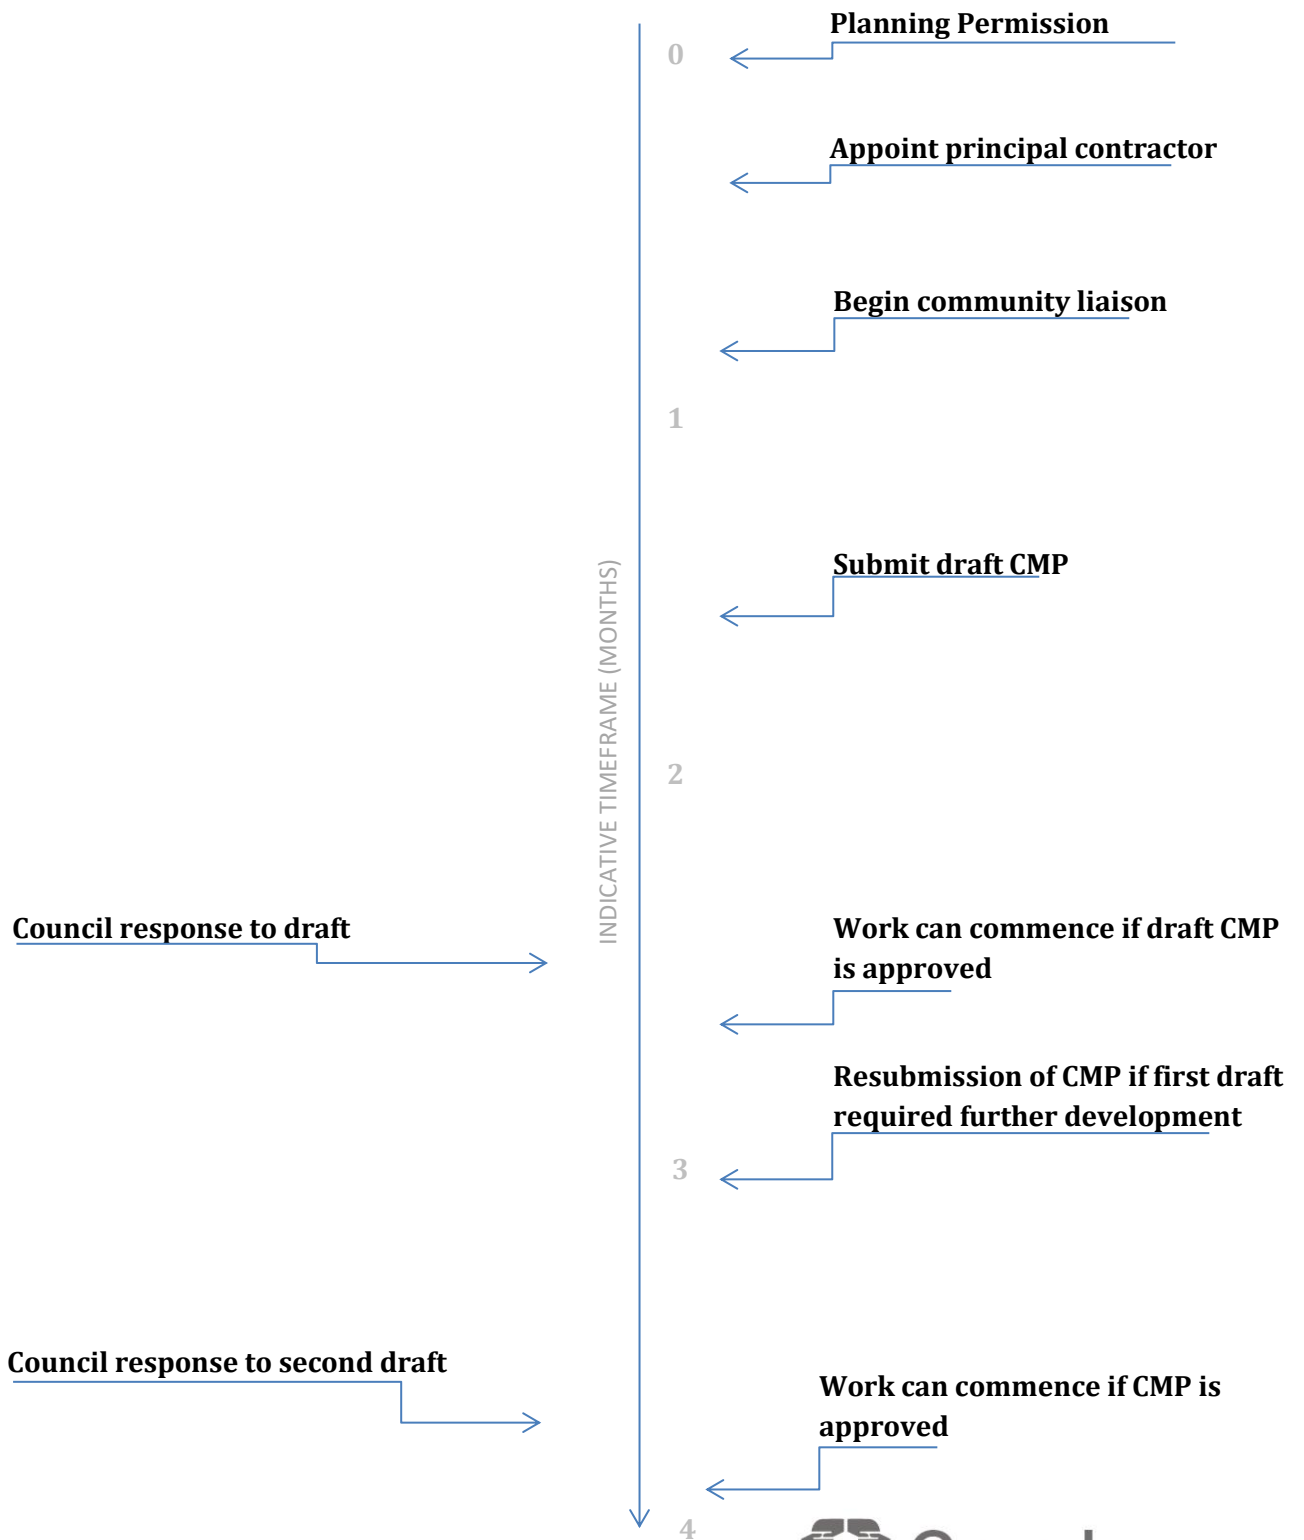 Planning Permission
0
Appoint principal contractor
Begin community liaison
1
Submit draft CMP
INDICATIVE TIMEFRAME (MONTHS)
2
Council response to draft
Work can commence if draft CMP
is approved
Resubmission of CMP if first draft
required further development
3
Council response to second draft
Work can commence if CMP is
approved
4